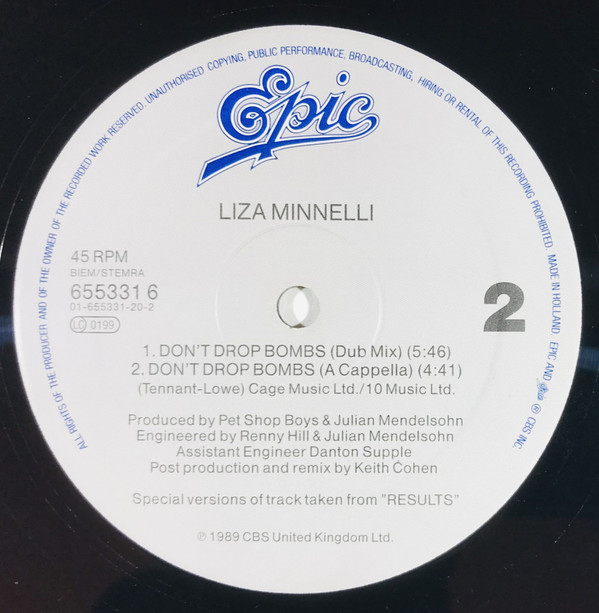 ALL RIGHTS OF THE PRODUCER AND OF THE OWNER OF THE RECORDED WORK RESERVED. UNAUTHORISED COPYING, PUBLIC PERFORMANCE, BROADCASTING, HIRING OR RENTAL OF THIS RECORDING PROHIBITED. MADE IN HOLLAND. EPIC AND Epic ℗ CBS INC.
Epic
LIZA MINNELLI
45 RPM
BIEM/STEMRA
655331 6
01-655331-20-2
LC 0199
2
1. DON'T DROP BOMBS (Dub Mix) (5:46)
2. DON'T DROP BOMBS (A Cappella) (4:41)
(Tennant-Lowe) Cage Music Ltd./10 Music Ltd.
Produced by Pet Shop Boys & Julian Mendelsohn
Engineered by Renny Hill & Julian Mendelsohn
Assistant Engineer Danton Supple
Post production and remix by Keith Cohen
Special versions of track taken from "RESULTS"
℗ 1989 CBS United Kingdom Ltd.